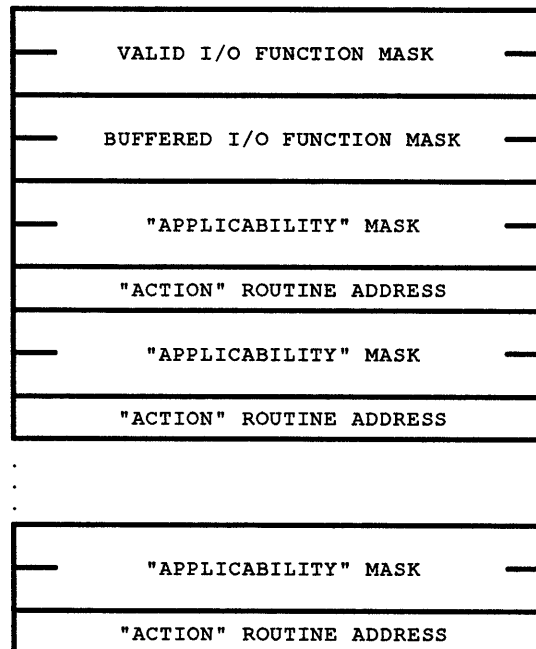 VALID I/O FUNCTION MASK
BUFFERED I/O FUNCTION MASK
"APPLICABILITY" MASK
"ACTION" ROUTINE ADDRESS
"APPLICABILITY" MASK
"ACTION" ROUTINE ADDRESS
"APPLICABILITY" MASK
"ACTION" ROUTINE ADDRESS